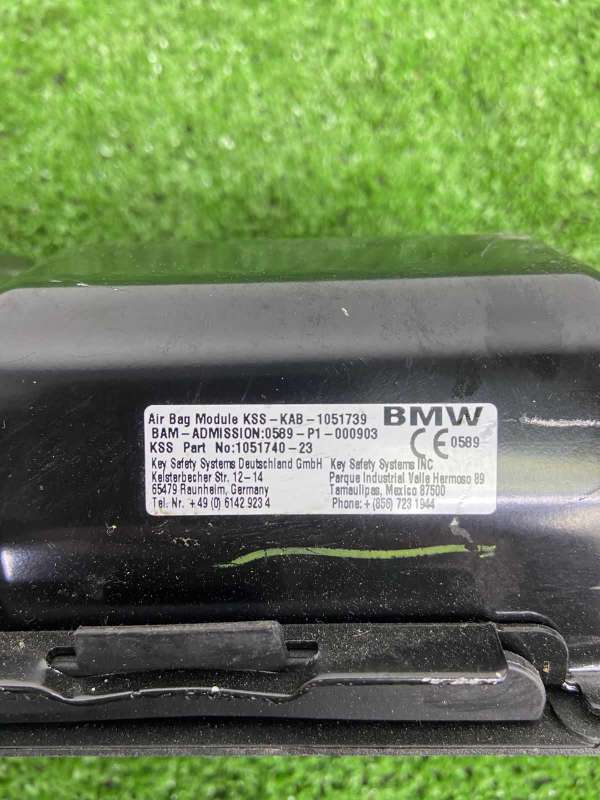 Air Bag Module KSS-KAB-1051739 BMW
BAM-ADMISSION:0589-P1-000903
KSS Part No:1051740-23 CE 0589
Key Safety Systems Deutschland GmbH Key Safety Systems INC
Kelsterbecher Str. 12-14 Parque Industrial Valle Hermoso 89
65479 Raunheim, Germany Tamaulipas, Mexico 87500
Tel. Nr. +49 (0) 6142 923 4 Phone:+(856) 723 1944